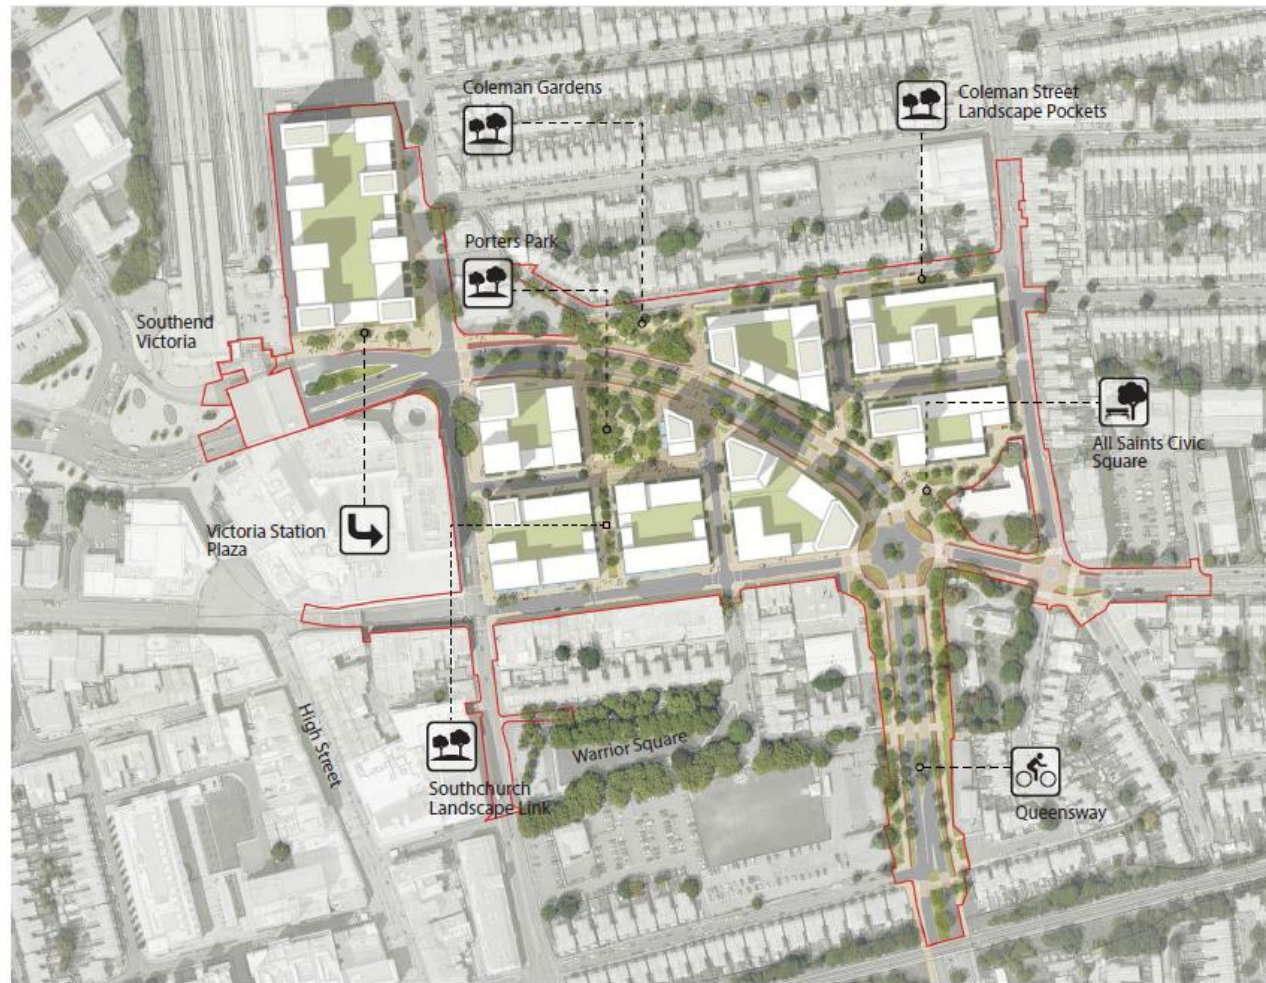 Coleman Gardens
Coleman Street
Landscape Pockets
Porters Park
Southend
Victoria
All Saints Civic
Square
Victoria Station
Plaza
High Street
Warrior Square
Southchurch
Landscape Link
Queensway